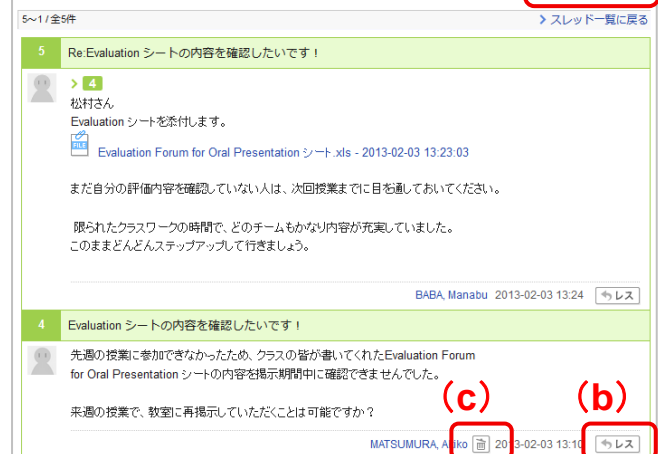 5～1 / 全5件
スレッド一覧に戻る
5 Re:Evaluation シートの内容を確認したいです！
> 4
松村さん
Evaluation シートを添付します。
FILE Evaluation Forum for Oral Presentation シート.xls - 2013-02-03 13:23:03
まだ自分の評価内容を確認していない人は、次回授業までに目を通しておいてください。
限られたクラスワークの時間で、どのチームもかなり内容が充実していました。
このままどんどんステップアップして行きましょう。
BABA, Manabu 2013-02-03 13:24 レス
4 Evaluation シートの内容を確認したいです！
先週の授業に参加できなかったため、クラスの皆が書いてくれたEvaluation Forum
for Oral Presentation シートの内容を掲示期間中に確認できませんでした。
来週の授業で、教室に再掲示していただくことは可能ですか？
（c） （b）
MATSUMURA, A iko 2013-02-03 13:10 レス